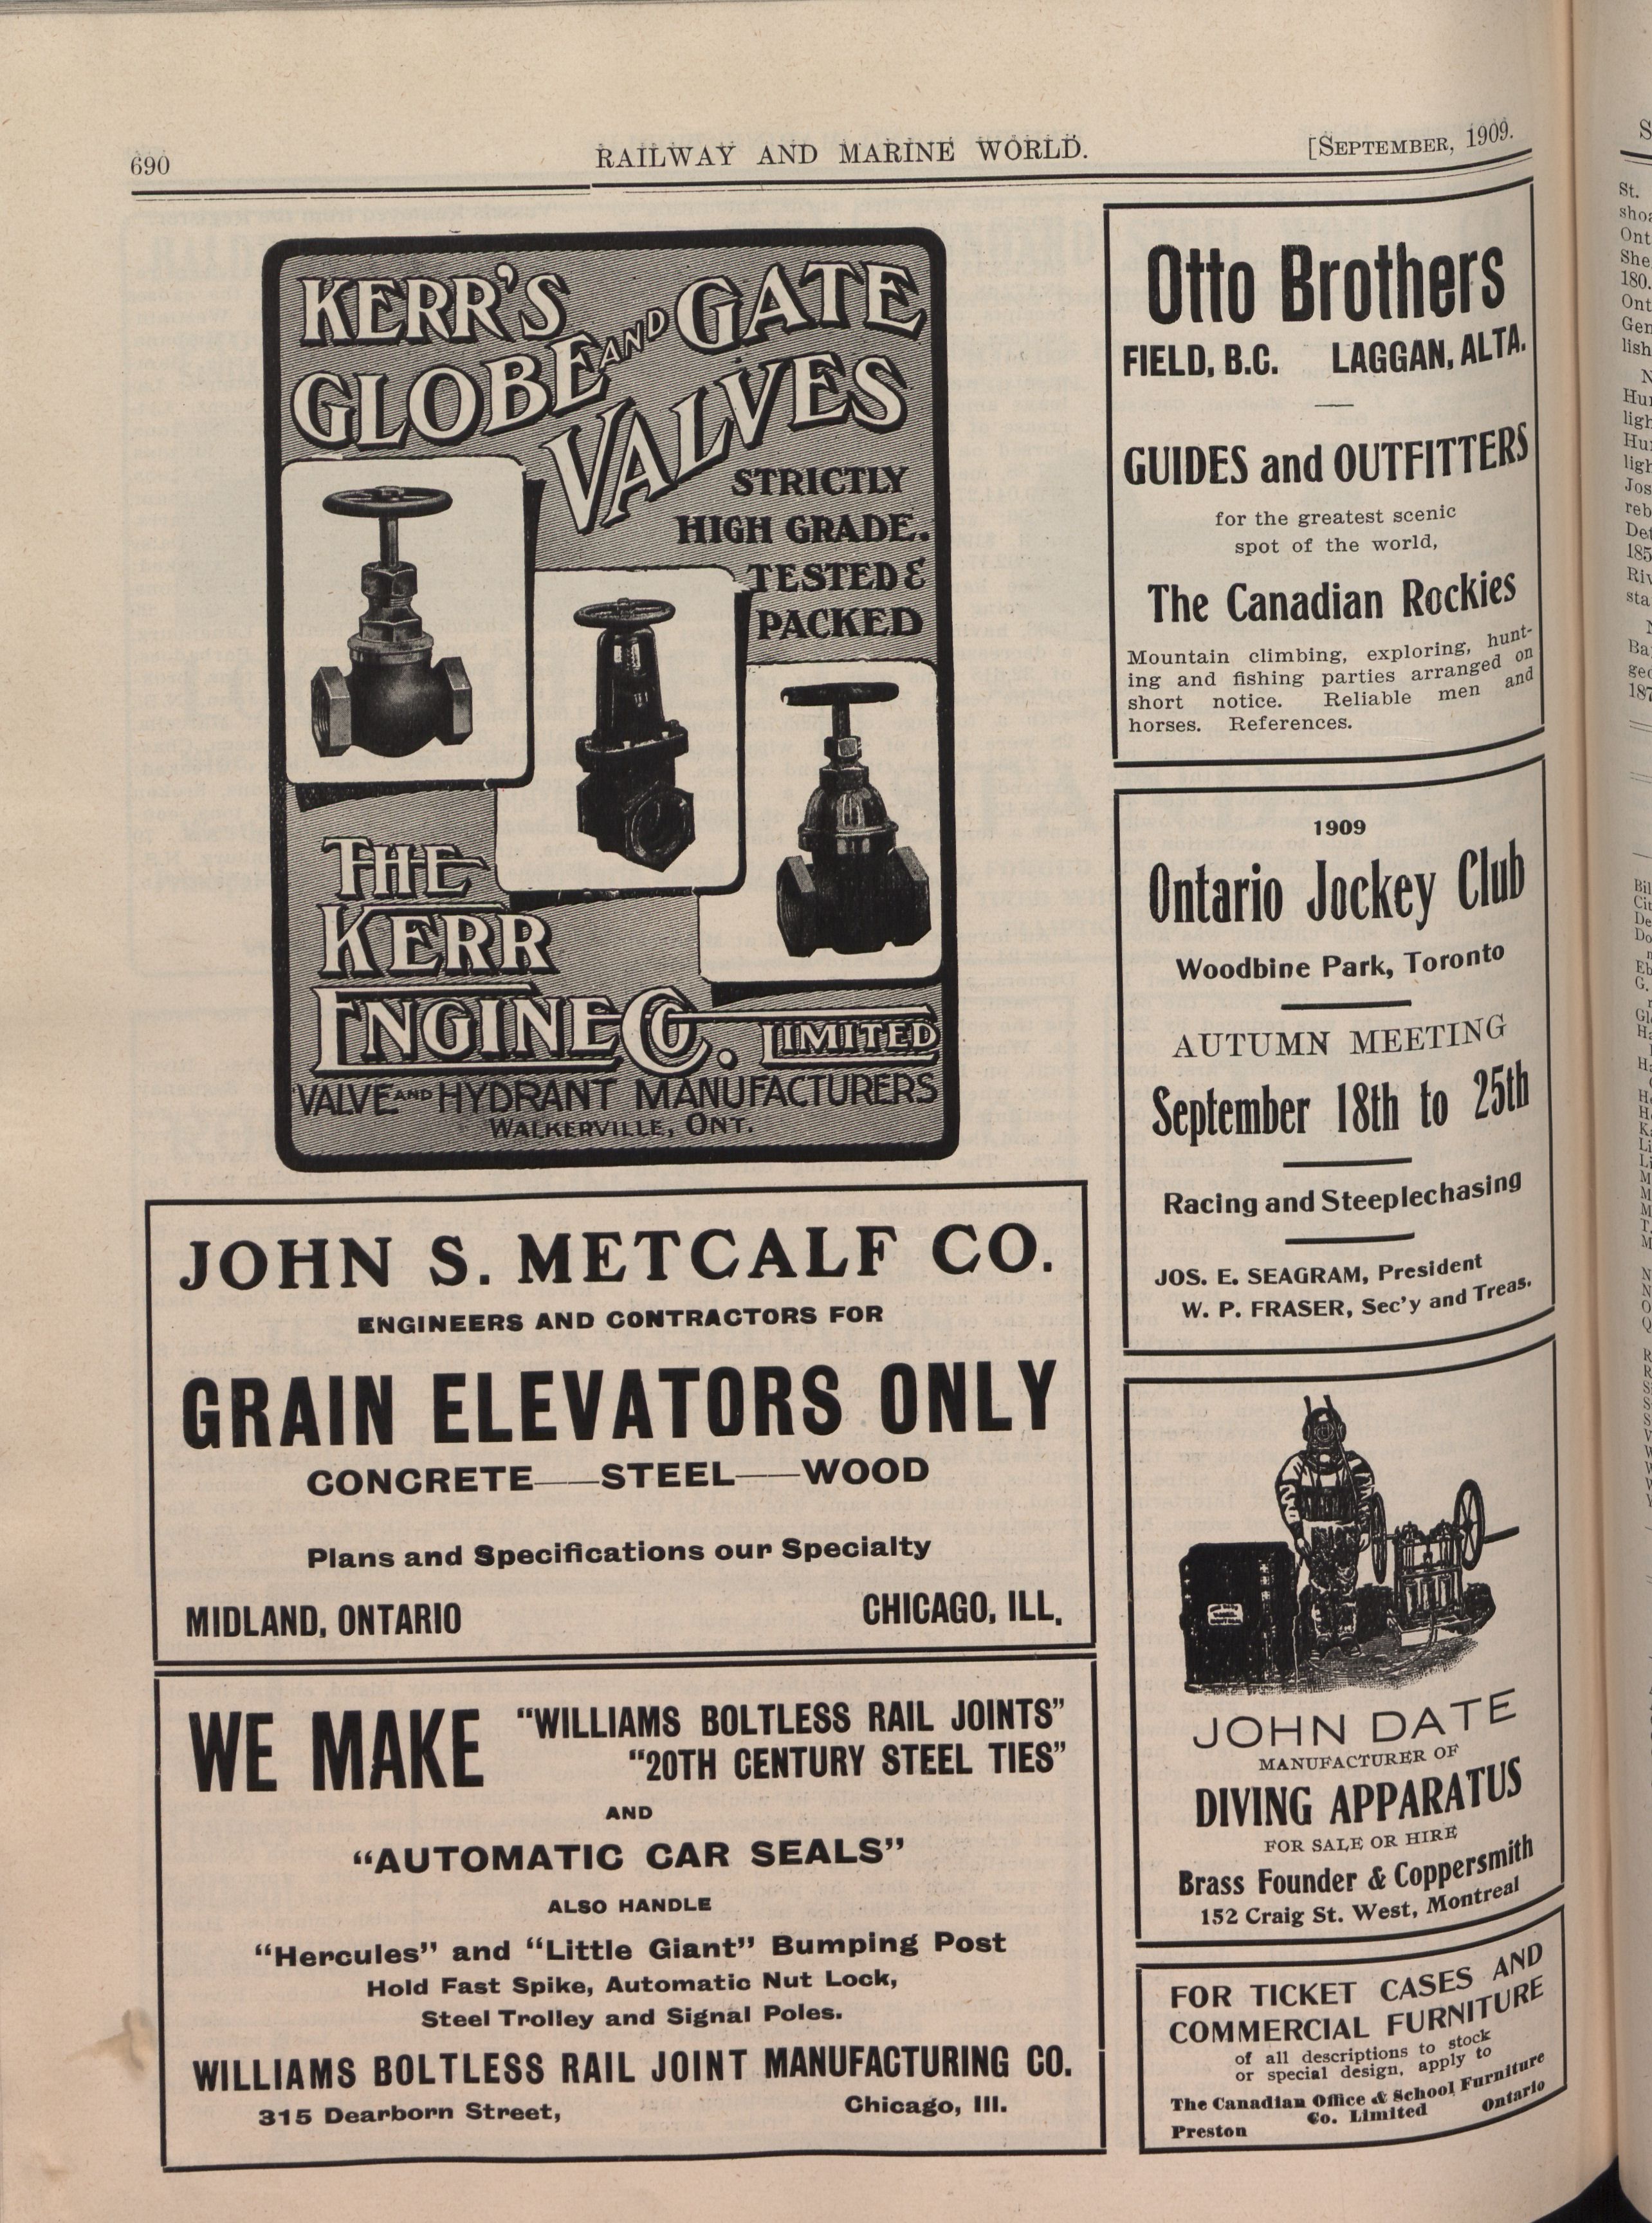 690
RAILWAY AND MARINE WORLD.
[SEPTEMBER, 1909.
KERR'S
GLOBE AND GATE
VALVES
STRICTLY
HIGH GRADE.
TESTED &
PACKED
THE
KERR
ENGINE CO. LIMITED
VALVE AND HYDRANT MANUFACTURERS
WALKERVILLE, ONT.
JOHN S. METCALF CO.
ENGINEERS AND CONTRACTORS FOR
GRAIN ELEVATORS ONLY
CONCRETE——STEEL——WOOD
Plans and Specifications our Specialty
MIDLAND, ONTARIO CHICAGO, ILL,
WE MAKE "WILLIAMS BOLTLESS RAIL JOINTS"
"20TH CENTURY STEEL TIES"
AND
"AUTOMATIC CAR SEALS"
ALSO HANDLE
"Hercules" and "Little Giant" Bumping Post
Hold Fast Spike, Automatic Nut Lock,
Steel Trolley and Signal Poles.
WILLIAMS BOLTLESS RAIL JOINT MANUFACTURING CO.
315 Dearborn Street, Chicago, Ill.
Otto Brothers
FIELD, B.C. LAGGAN, ALTA.
GUIDES and OUTFITTERS
for the greatest scenic
spot of the world,
The Canadian Rockies
Mountain climbing, exploring, hunt-
ing and fishing parties arranged on
short notice. Reliable men and
horses. References.
1909
Ontario Jockey Club
Woodbine Park, Toronto
AUTUMN MEETING
September 18th to 25th
Racing and Steeplechasing
JOS. E. SEAGRAM, President
W. P. FRASER, Sec'y and Treas.
JOHN DATE
MANUFACTURER OF
DIVING APPARATUS
FOR SALE OR HIRE
Brass Founder & Coppersmith
152 Craig St. West, Montreal
FOR TICKET CASES AND
COMMERCIAL FURNITURE
of all descriptions to stock
or special design, apply to
The Canadian Office & School Furniture
Co. Limited
Preston Ontario